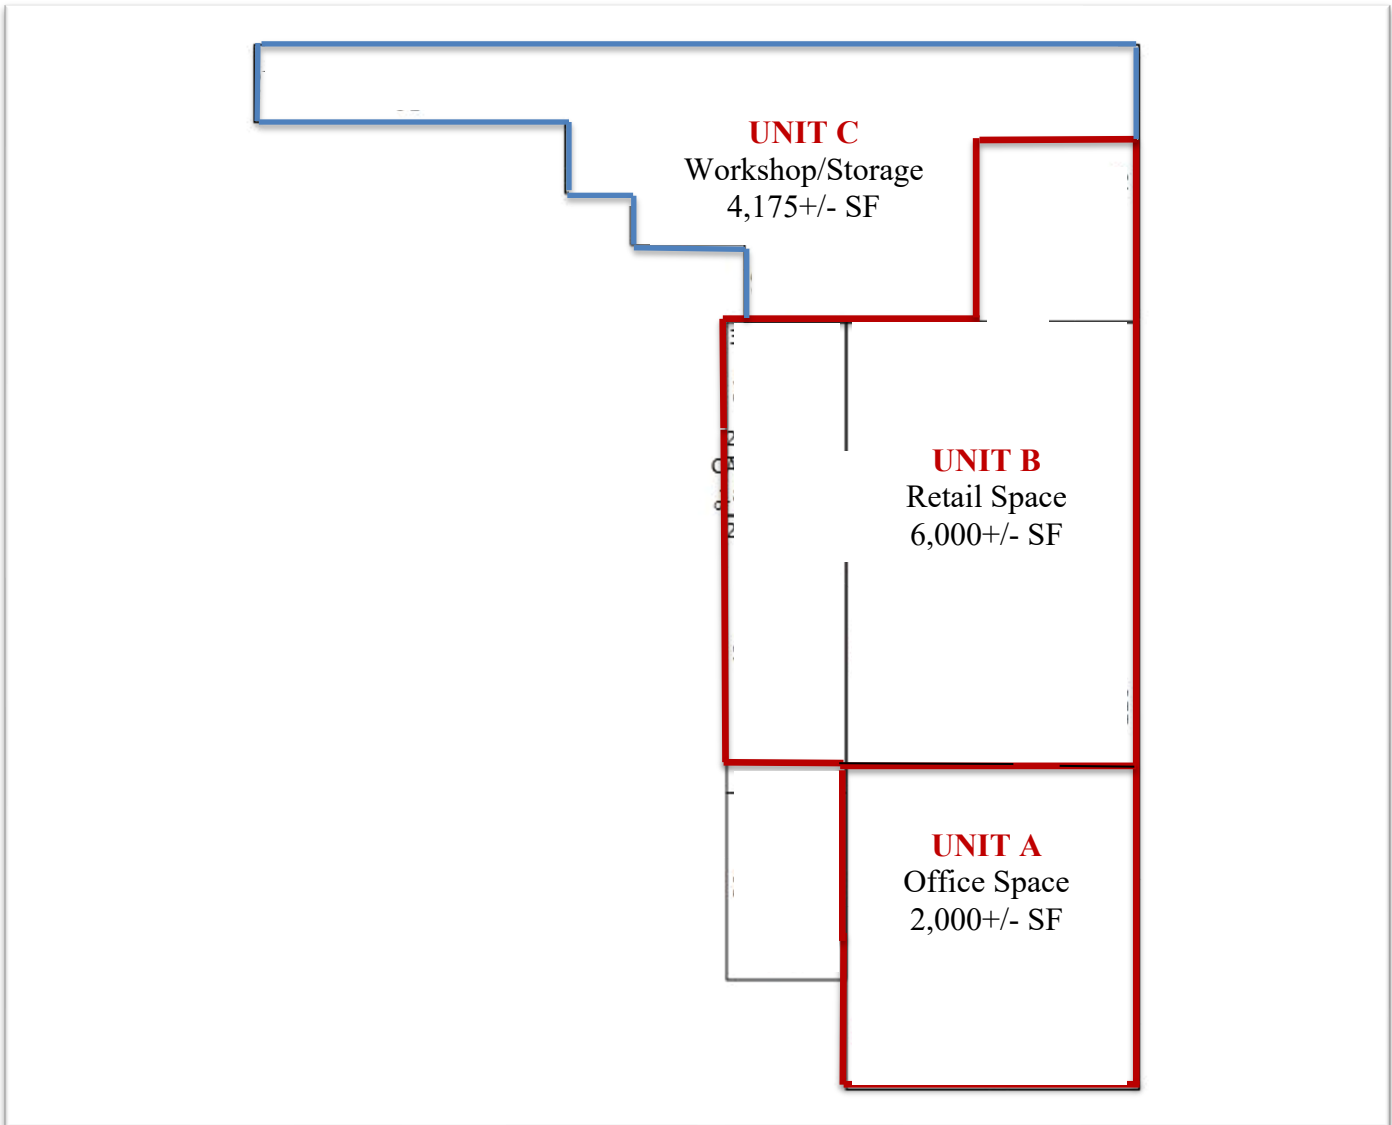 UNIT C
Workshop/Storage
4,175+/- SF
UNIT B
Retail Space
6,000+/- SF
UNIT A
Office Space
2,000+/- SF